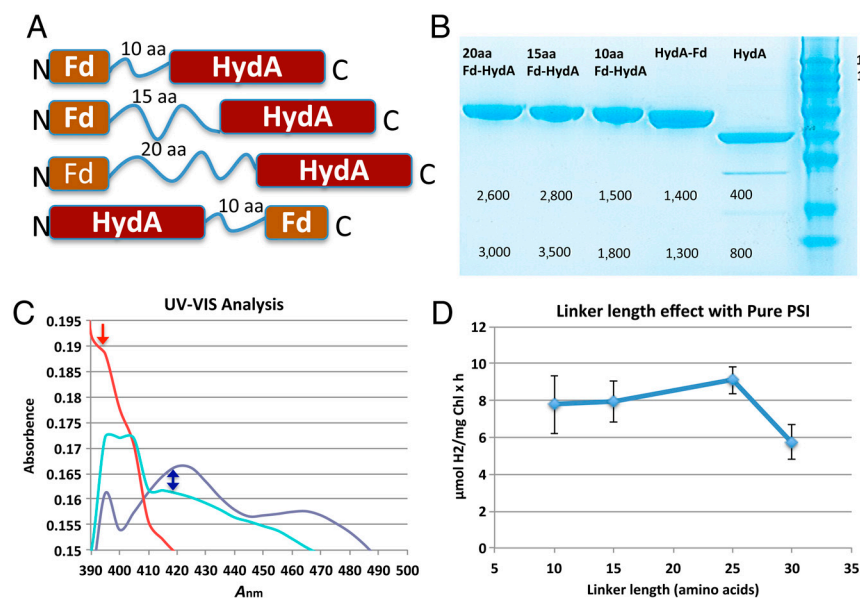 A
10 aa
N Fd HydA C
15 aa
N Fd HydA C
20 aa
N Fd HydA C
N HydA 10 aa Fd C
B
20aa Fd-HydA
15aa Fd-HydA
10aa Fd-HydA
HydA-Fd
HydA
1
1
2,600 2,800 1,500 1,400 400
3,000 3,500 1,800 1,300 800
C
UV-VIS Analysis
Absorbence
0.195
0.19
0.185
0.18
0.175
0.17
0.165
0.16
0.155
0.15
390 400 410 420 430 440 450 460 470 480 490 500
Anm
D
Linker length effect with Pure PSI
µmol H2/mg Chl x h
12
10
8
6
4
2
0
5 10 15 20 25 30 35
Linker length (amino acids)